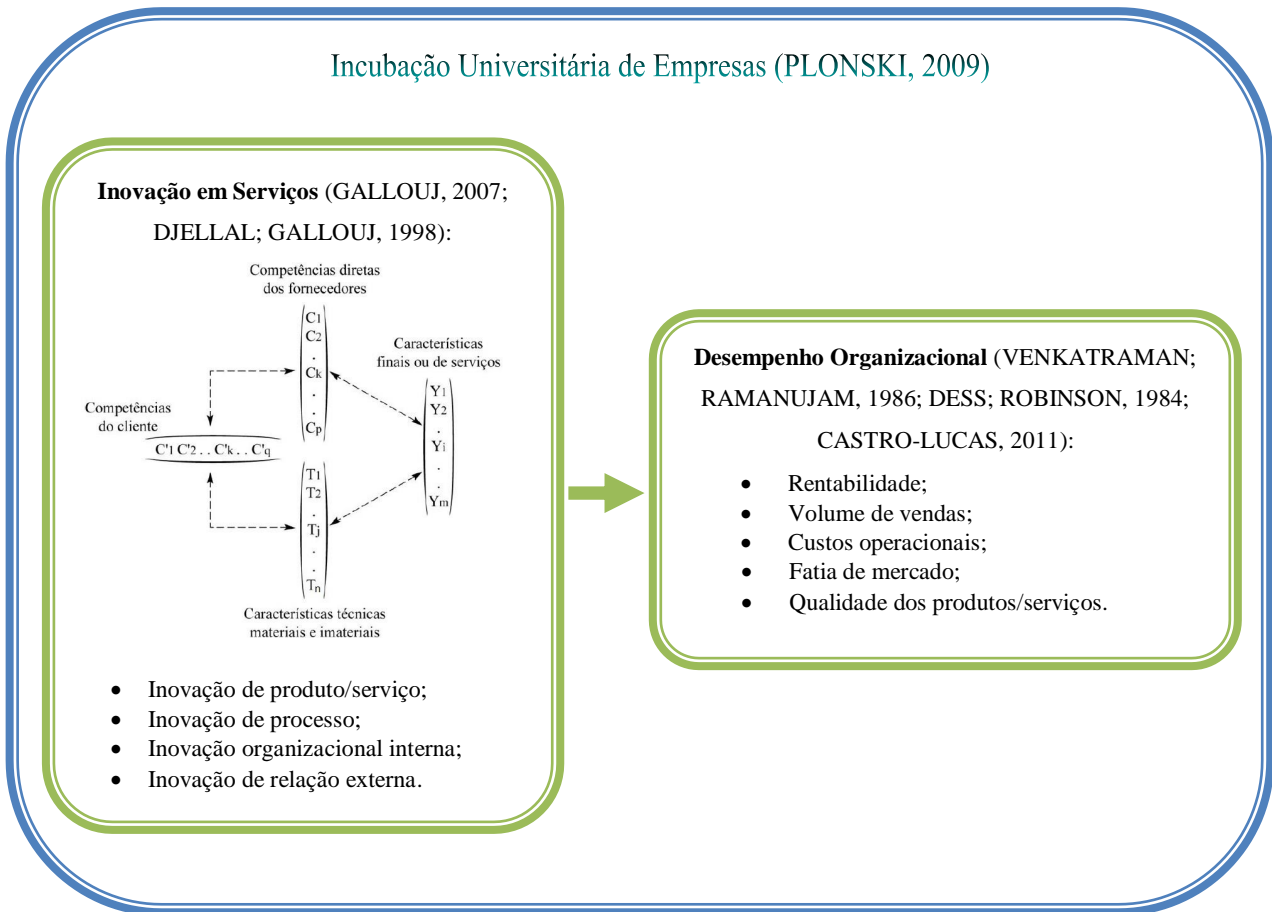 Incubação Universitária de Empresas (PLONSKI, 2009)
Inovação em Serviços (GALLOUJ, 2007;
DJELLAL; GALLOUJ, 1998):
Competências diretas
dos fornecedores
C1
C2
.
Ck
.
.
Cp
Características
finais ou de serviços
Y1
Y2
.
Yi
.
.
Ym
Competências
do cliente
C'1 C'2 . . C'k . . C'q
T1
T2
.
Tj
.
.
Tn
Características técnicas
materiais e imateriais
• Inovação de produto/serviço;
• Inovação de processo;
• Inovação organizacional interna;
• Inovação de relação externa.
Desempenho Organizacional (VENKATRAMAN;
RAMANUJAM, 1986; DESS; ROBINSON, 1984;
CASTRO-LUCAS, 2011):
• Rentabilidade;
• Volume de vendas;
• Custos operacionais;
• Fatia de mercado;
• Qualidade dos produtos/serviços.